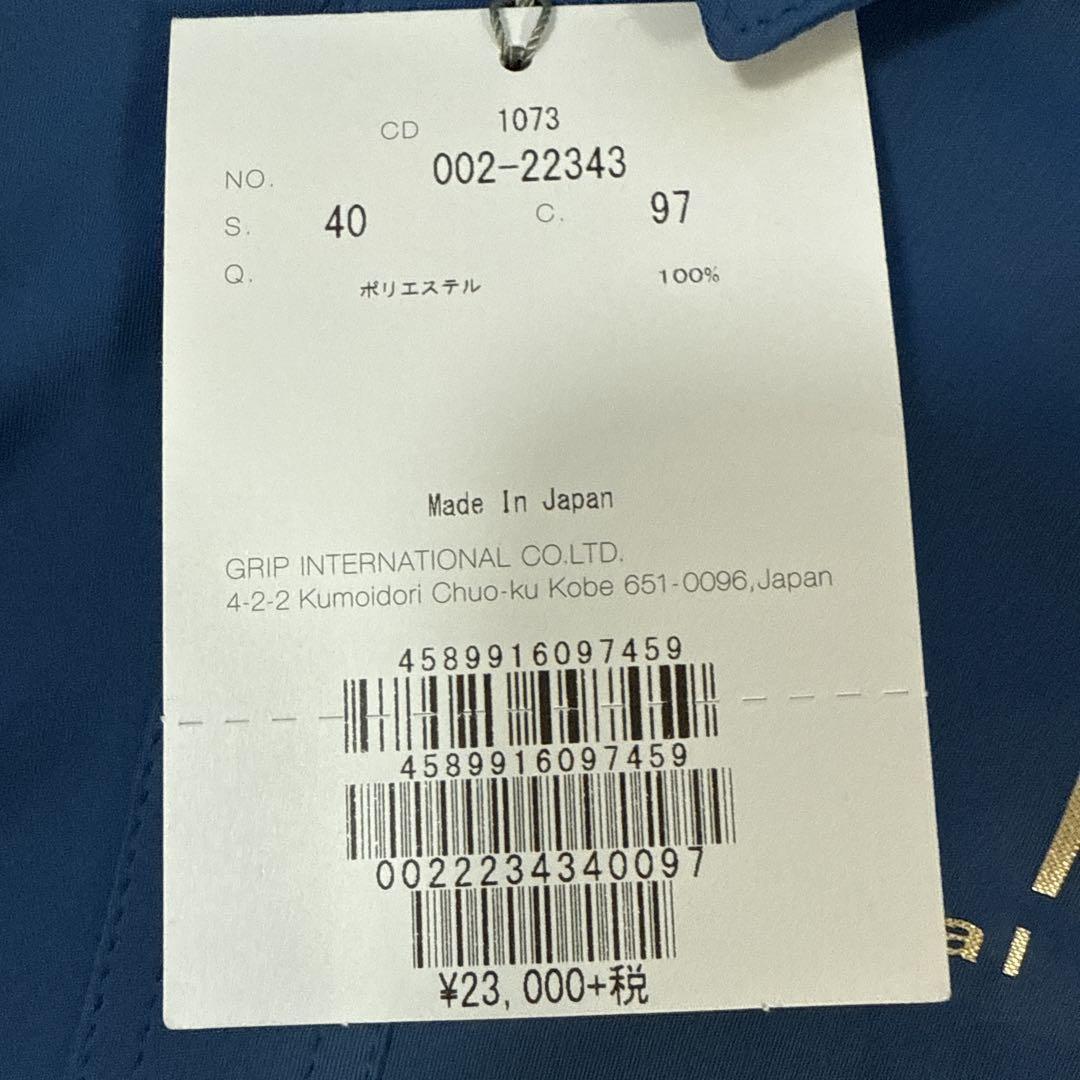 CD 1073
NO. 002-22343
S. 40 C. 97
Q. ポリエステル 100%
Made In Japan
GRIP INTERNATIONAL CO.LTD.
4-2-2 Kumoidori Chuo-ku Kobe 651-0096,Japan
4589916097459
4589916097459
0022234340097
¥23,000+税